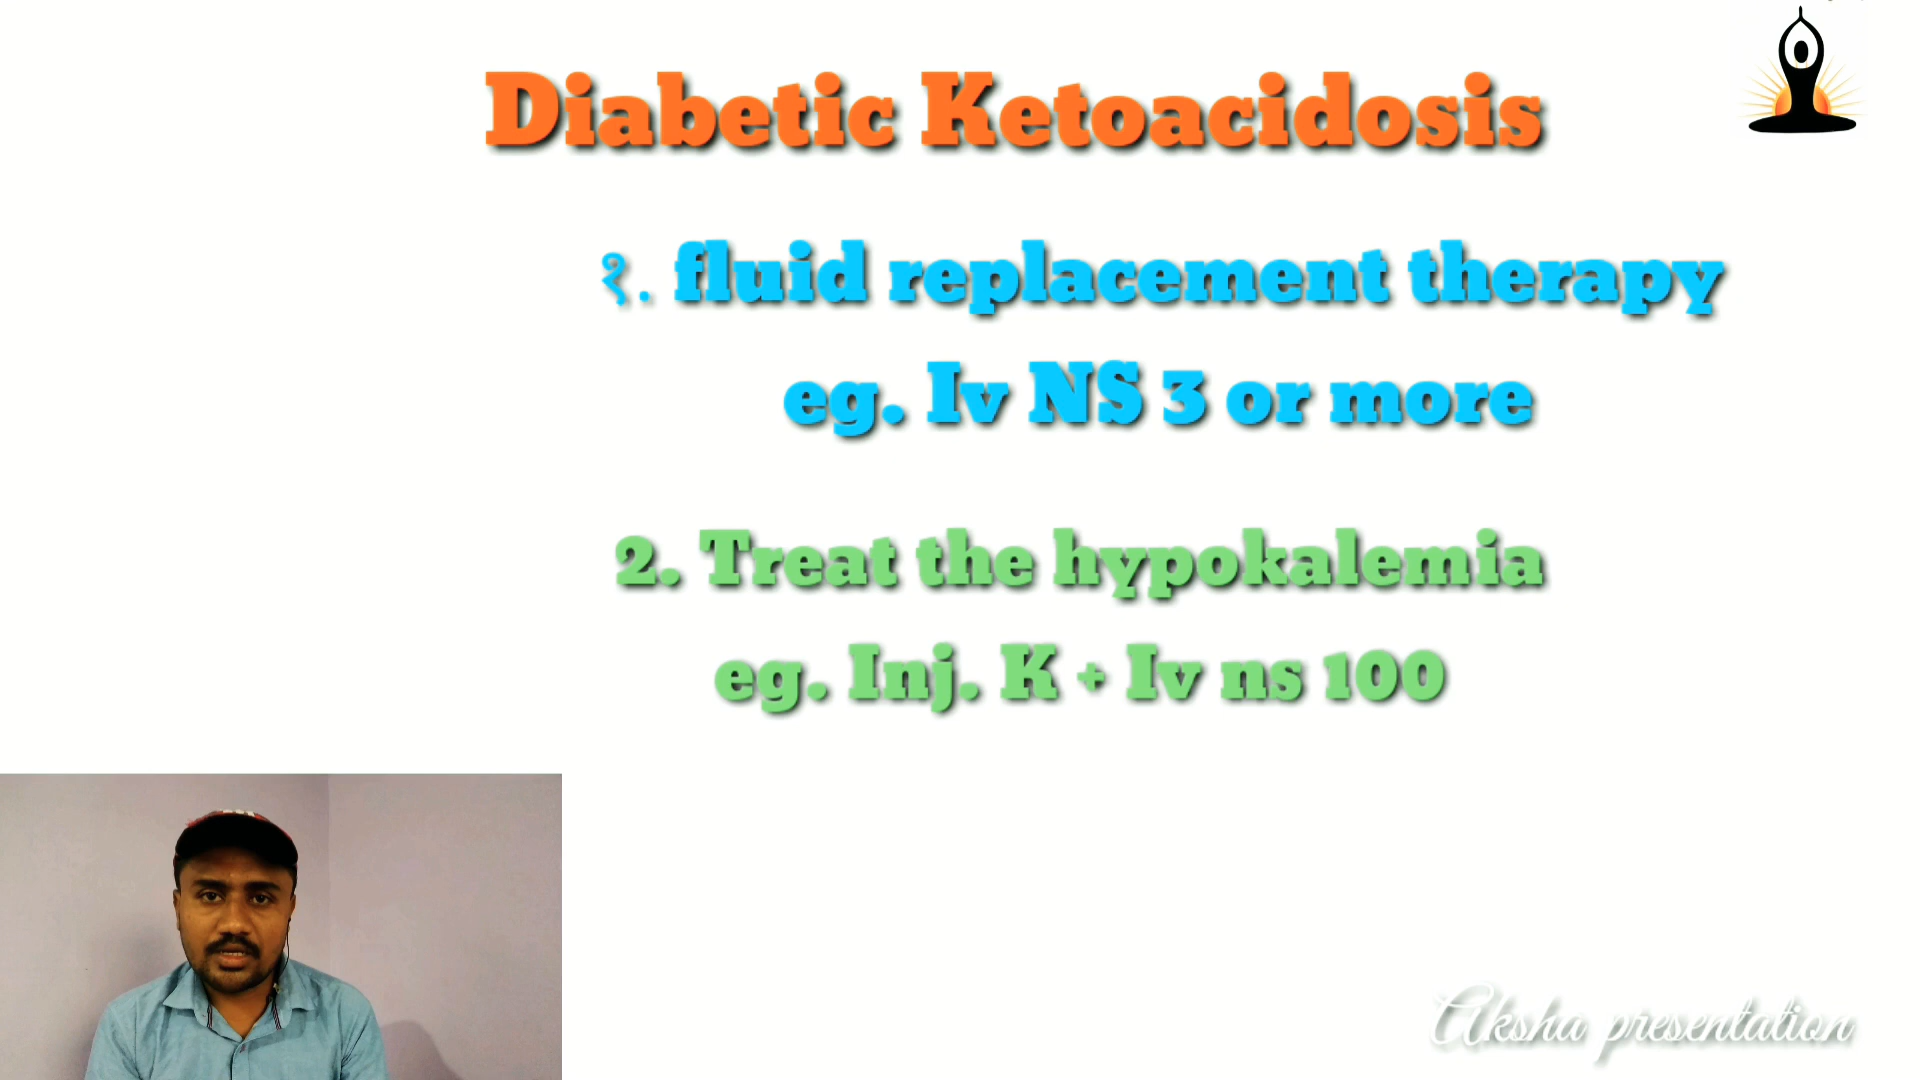 Diabetic Ketoacidosis
१. fluid replacement therapy
eg. Iv NS 3 or more
2. Treat the hypokalemia
eg. Inj. K + Iv ns 100
Aksha presentation